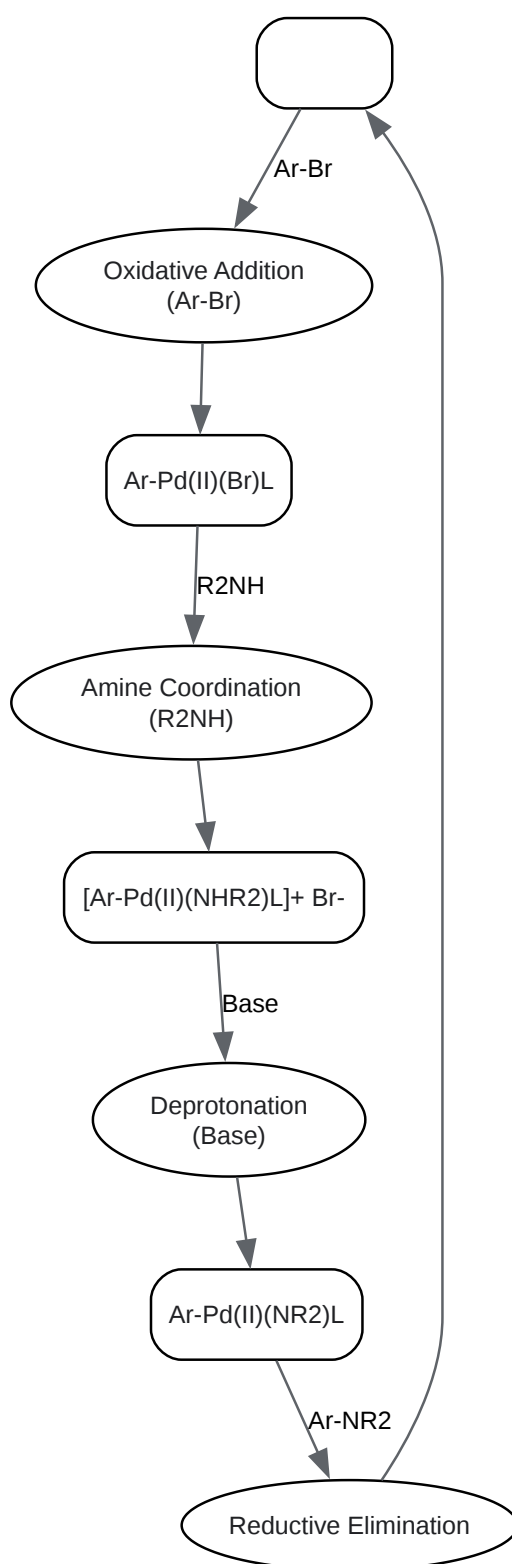 Ar-Br
Oxidative Addition
(Ar-Br)
Ar-Pd(II)(Br)L
R2NH
Amine Coordination
(R2NH)
[Ar-Pd(II)(NHR2)L]+ Br-
Base
Deprotonation
(Base)
Ar-Pd(II)(NR2)L
Ar-NR2
Reductive Elimination